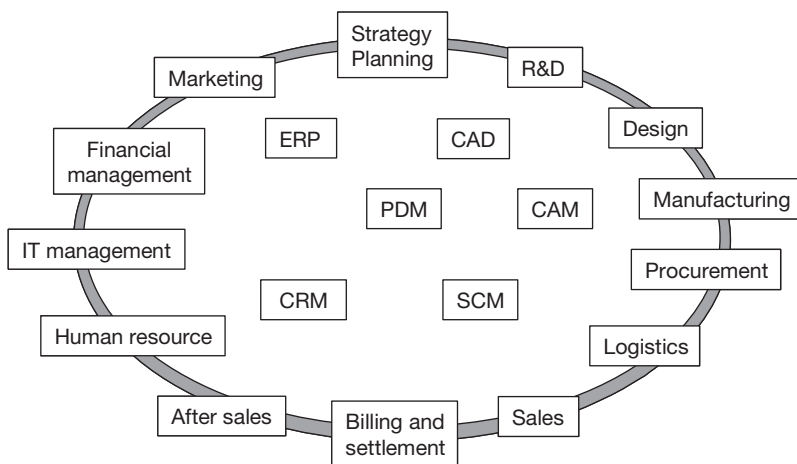 Strategy
Planning
R&D
Marketing
Design
ERP
CAD
Financial
management
Manufacturing
PDM
CAM
IT management
Procurement
CRM
SCM
Human resource
Logistics
After sales
Billing and
settlement
Sales